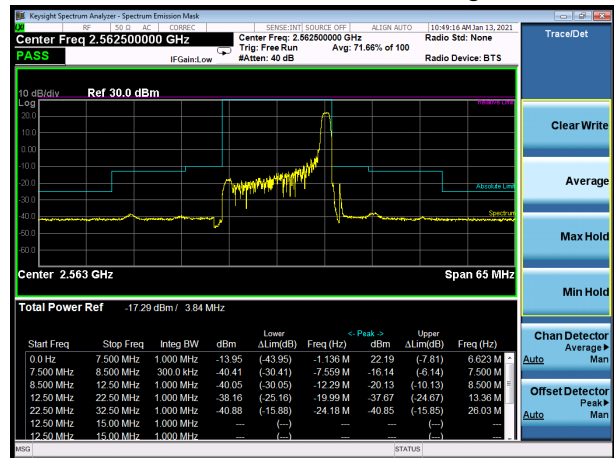 Keysight Spectrum Analyzer - Spectrum Emission Mask
RF 50 Ω AC CORREC SENSE:INT SOURCE OFF ALIGN AUTO 10:49:16 AM Jan 13, 2021
Center Freq 2.562500000 GHz
Center Freq: 2.562500000 GHz
Radio Std: None
Trig: Free Run Avg: 71.66% of 100
PASS
IFGain:Low
#Atten: 40 dB
Radio Device: BTS
10 dB/div Ref 30.0 dBm
Log
Relative Limit
20.0
10.0
0.00
-10.0
-20.0
Absolute Limit
-30.0
Spectrum
-40.0
-50.0
-60.0
Center 2.563 GHz
Span 65 MHz
Total Power Ref -17.29 dBm / 3.84 MHz
Lower <- Peak -> Upper
Start Freq Stop Freq Integ BW dBm ΔLim(dB) Freq (Hz) dBm ΔLim(dB) Freq (Hz)
0.0 Hz 7.500 MHz 1.000 MHz -13.95 (-43.95) -1.136 M 22.19 (-7.81) 6.623 M
7.500 MHz 8.500 MHz 300.0 kHz -40.41 (-30.41) -7.559 M -16.14 (-6.14) 7.500 M
8.500 MHz 12.50 MHz 1.000 MHz -40.05 (-30.05) -12.29 M -20.13 (-10.13) 8.500 M
12.50 MHz 22.50 MHz 1.000 MHz -38.16 (-25.16) -19.99 M -37.67 (-24.67) 13.36 M
22.50 MHz 32.50 MHz 1.000 MHz -40.88 (-15.88) -24.18 M -40.85 (-15.85) 26.03 M
12.50 MHz 15.00 MHz 1.000 MHz --- (---) --- --- (---) ---
12.50 MHz 15.00 MHz 1.000 MHz --- (---) --- --- (---) ---
MSG
STATUS
Trace/Det
Clear Write
Average
Max Hold
Min Hold
Chan Detector
Average
Auto Man
Offset Detector
Peak
Auto Man